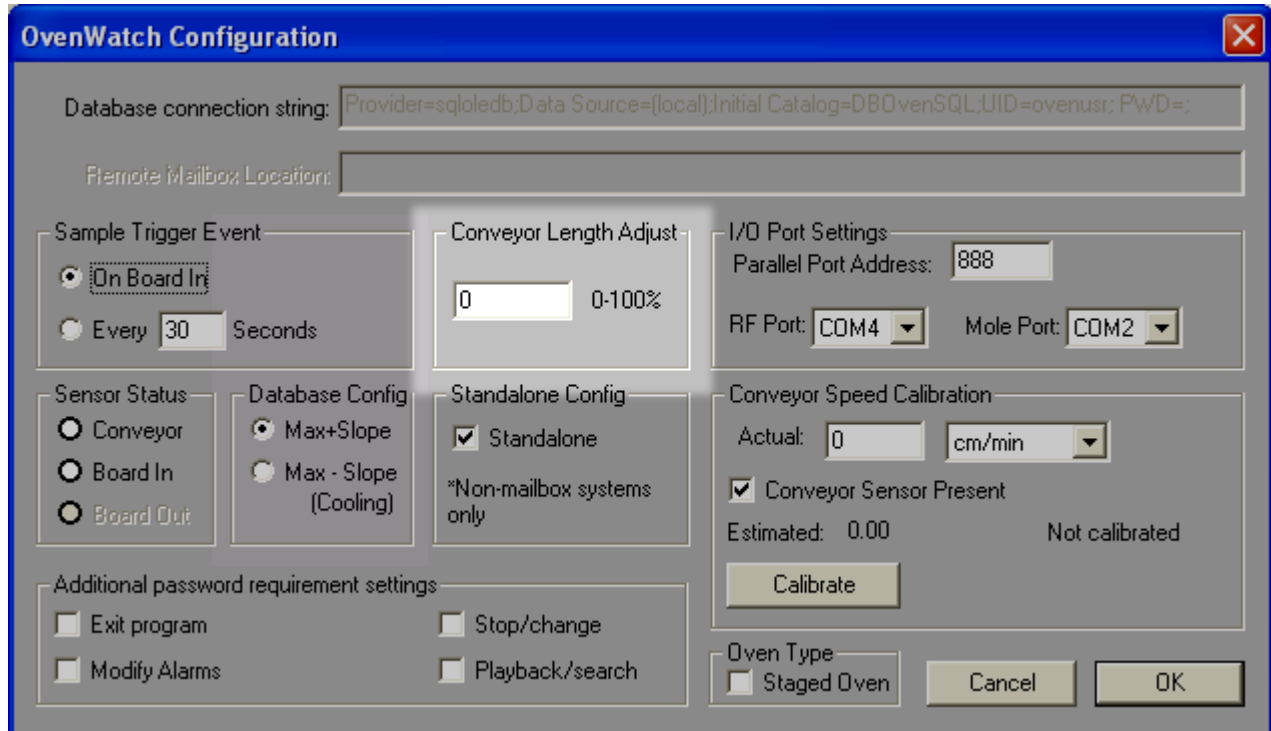 OvenWatch Configuration
Database connection string: Provider=sqloledb;Data Source=(local);Initial Catalog=DBOvenSQL;UID=ovenusr; PWD=;
Remote Mailbox Location:
Sample Trigger Event
On Board In
Every 30 Seconds
Conveyor Length Adjust
0 0-100%
I/O Port Settings
Parallel Port Address: 888
RF Port: COM4 Mole Port: COM2
Sensor Status
Conveyor
Board In
Board Out
Database Config
Max+Slope
Max - Slope
(Cooling)
Standalone Config
Standalone
*Non-mailbox systems
only
Conveyor Speed Calibration
Actual: 0 cm/min
Conveyor Sensor Present
Estimated: 0.00 Not calibrated
Calibrate
Additional password requirement settings
Exit program Stop/change
Modify Alarms Playback/search
Oven Type
Staged Oven
Cancel OK